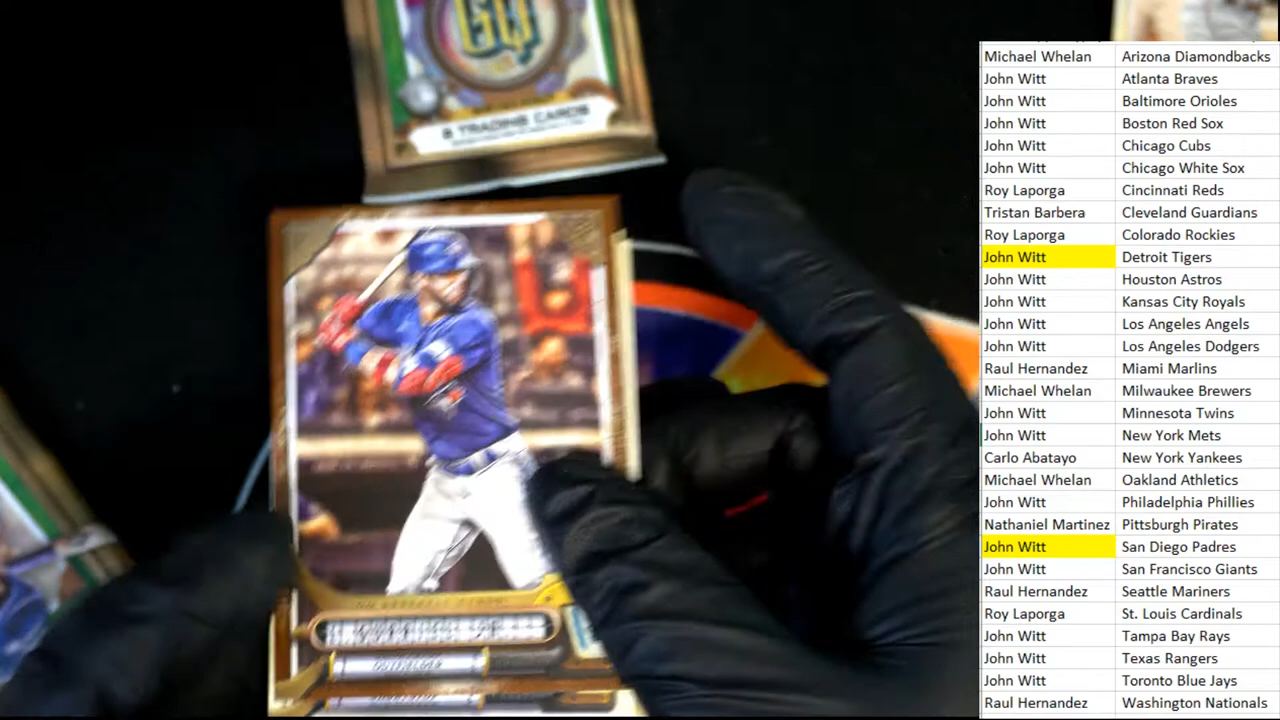 GQ
8 TRADING CARDS
OUTFIELDER
Michael Whelan Arizona Diamondbacks
John Witt Atlanta Braves
John Witt Baltimore Orioles
John Witt Boston Red Sox
John Witt Chicago Cubs
John Witt Chicago White Sox
Roy Laporga Cincinnati Reds
Tristan Barbera Cleveland Guardians
Roy Laporga Colorado Rockies
John Witt Detroit Tigers
John Witt Houston Astros
John Witt Kansas City Royals
John Witt Los Angeles Angels
John Witt Los Angeles Dodgers
Raul Hernandez Miami Marlins
Michael Whelan Milwaukee Brewers
John Witt Minnesota Twins
John Witt New York Mets
Carlo Abatayo New York Yankees
Michael Whelan Oakland Athletics
John Witt Philadelphia Phillies
Nathaniel Martinez Pittsburgh Pirates
John Witt San Diego Padres
John Witt San Francisco Giants
Raul Hernandez Seattle Mariners
Roy Laporga St. Louis Cardinals
John Witt Tampa Bay Rays
John Witt Texas Rangers
John Witt Toronto Blue Jays
Raul Hernandez Washington Nationals